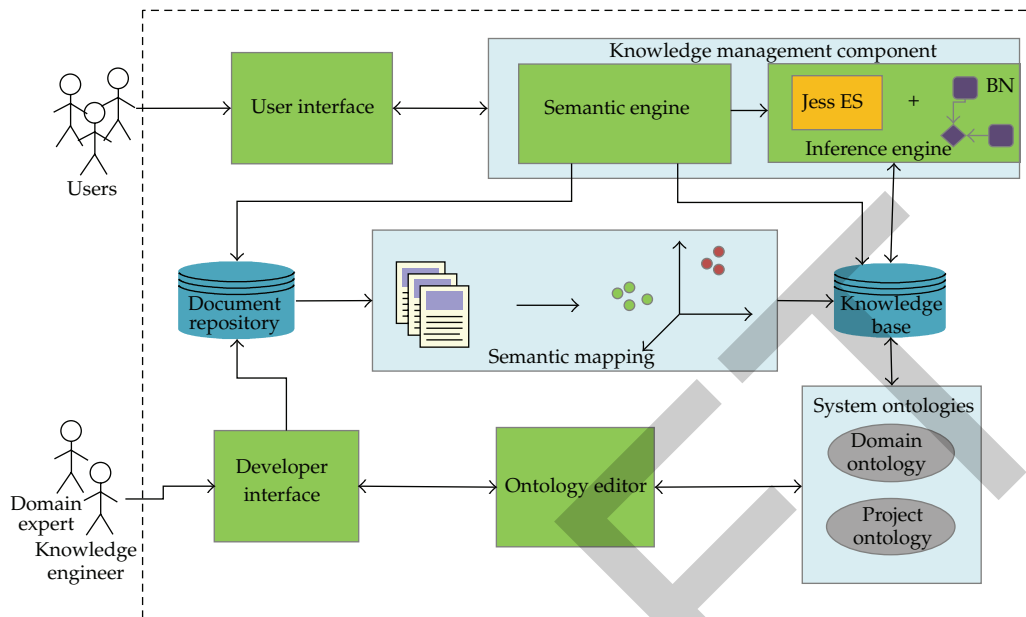 Knowledge management component
User interface
Semantic engine
Jess ES
+
BN
Inference engine
Users
Document
repository
Semantic mapping
Knowledge
base
System ontologies
Domain
ontology
Project
ontology
Developer
interface
Ontology editor
Domain
expert
Knowledge
engineer